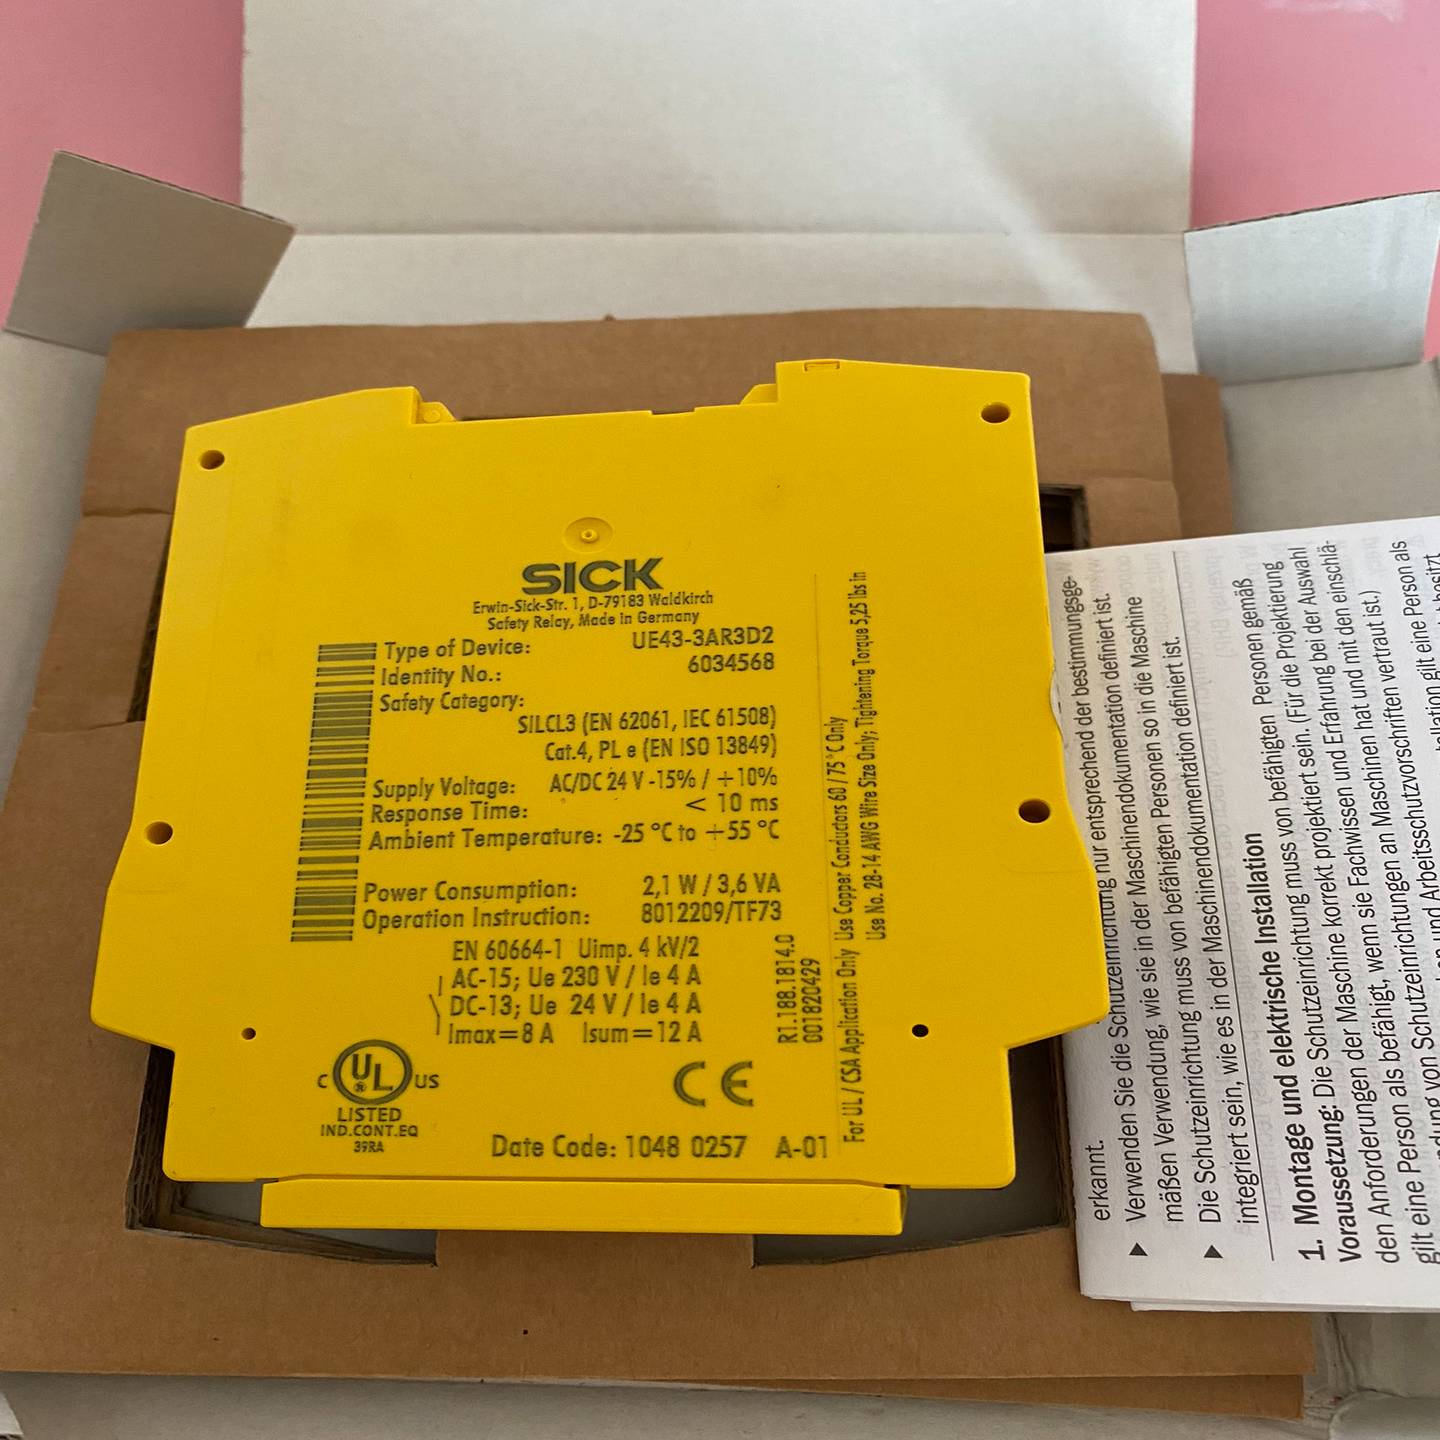 SICK
Erwin-Sick-Str. 1, D-79183 Waldkirch
Safety Relay, Made in Germany
Type of Device: UE43-3AR3D2
Identity No.: 6034568
Safety Category:
SILCL3 (EN 62061, IEC 61508)
Cat.4, PL e (EN ISO 13849)
Supply Voltage: AC/DC 24 V -15% / +10%
Response Time: < 10 ms
Ambient Temperature: -25 °C to +55 °C
Power Consumption: 2,1 W / 3,6 VA
Operation Instruction: 8012209/TF73
EN 60664-1 Uimp. 4 kV/2
AC-15; Ue 230 V / Ie 4 A
DC-13; Ue 24 V / Ie 4 A
Imax=8 A Isum=12 A
C UL ® US
LISTED
IND.CONT.EQ
39RA
CE
Date Code: 1048 0257 A-01
R1.188.1814.0
001820429
For UL / CSA Application Only Use Copper Conductors 60 / 75°C Only
Use No. 28-14 AWG Wire Size Only; Tightening Torque 5,25 lbs in
erkannt.
Verwenden Sie die Schutzeinrichtung nur entsprechend der bestimmungsge-
mäßen Verwendung, wie sie in der Maschinendokumentation definiert ist.
Die Schutzeinrichtung muss von befähigten Personen so in die Maschine
integriert sein, wie es in der Maschinendokumentation definiert ist.
1. Montage und elektrische Installation
Voraussetzung: Die Schutzeinrichtung muss von befähigten Personen gemäß
den Anforderungen der Maschine korrekt projektiert sein. (Für die Projektierung
gilt eine Person als befähigt, wenn sie Fachwissen und Erfahrung bei der Auswahl
und Arbeitsschutzvorschriften vertraut ist.)